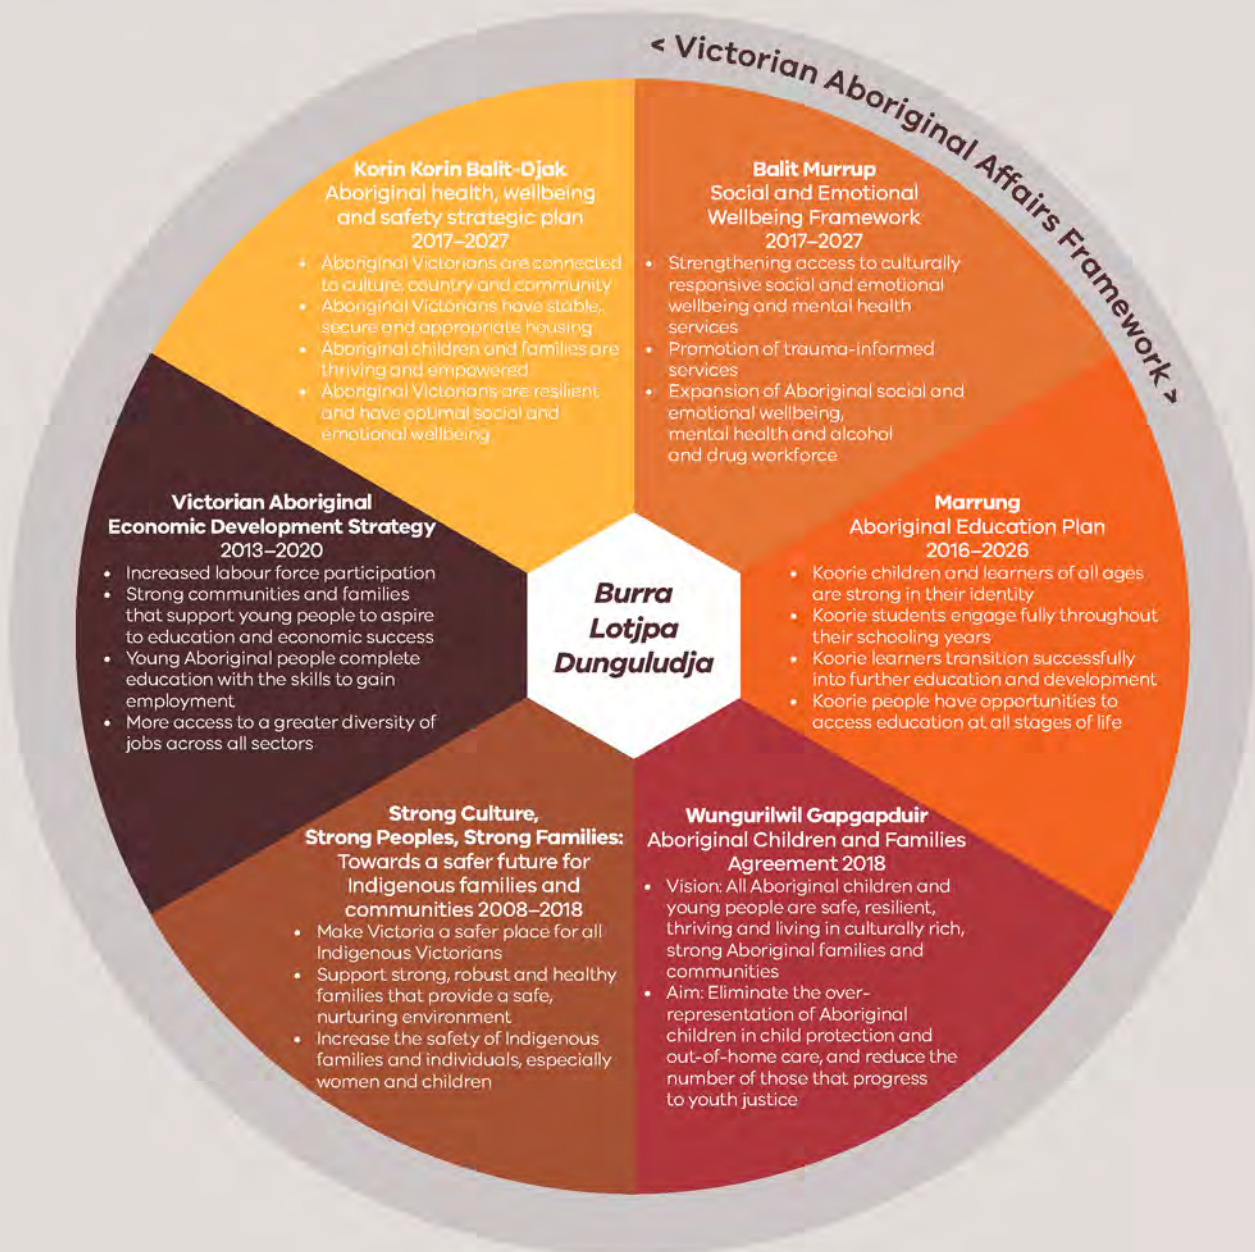 < Victorian Aboriginal Affairs Framework >
Korin Korin Balit-Djak
Aboriginal health, wellbeing
and safety strategic plan
2017–2027
• Aboriginal Victorians are connected
to culture, country and community
• Aboriginal Victorians have stable,
secure and appropriate housing
• Aboriginal children and families are
thriving and empowered
• Aboriginal Victorians are resilient
and have optimal social and
emotional wellbeing
Balit Murrup
Social and Emotional
Wellbeing Framework
2017–2027
• Strengthening access to culturally
responsive social and emotional
wellbeing and mental health
services
• Promotion of trauma-informed
services
• Expansion of Aboriginal social and
emotional wellbeing,
mental health and alcohol
and drug workforce
Victorian Aboriginal
Economic Development Strategy
2013–2020
• Increased labour force participation
• Strong communities and families
that support young people to aspire
to education and economic success
• Young Aboriginal people complete
education with the skills to gain
employment
• More access to a greater diversity of
jobs across all sectors
Burra
Lotjpa
Dunguludja
Marrung
Aboriginal Education Plan
2016–2026
• Koorie children and learners of all ages
are strong in their identity
• Koorie students engage fully throughout
their schooling years
• Koorie learners transition successfully
into further education and development
• Koorie people have opportunities to
access education at all stages of life
Strong Culture,
Strong Peoples, Strong Families:
Towards a safer future for
Indigenous families and
communities 2008–2018
• Make Victoria a safer place for all
Indigenous Victorians
• Support strong, robust and healthy
families that provide a safe,
nurturing environment
• Increase the safety of Indigenous
families and individuals, especially
women and children
Wungurilwil Gapgapduir
Aboriginal Children and Families
Agreement 2018
• Vision: All Aboriginal children and
young people are safe, resilient,
thriving and living in culturally rich,
strong Aboriginal families and
communities
• Aim: Eliminate the over-
representation of Aboriginal
children in child protection and
out-of-home care, and reduce the
number of those that progress
to youth justice